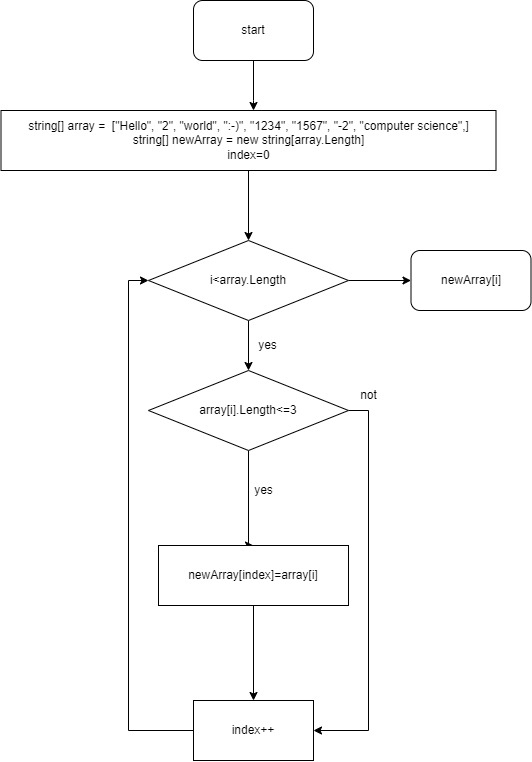 start
string[] array =  ["Hello", "2", "world", ":-)", "1234", "1567", "-2", "computer science",]
string[] newArray = new string[array.Length]
index=0
i<array.Length
newArray[i]
yes
array[i].Length<=3
not
yes
newArray[index]=array[i]
index++